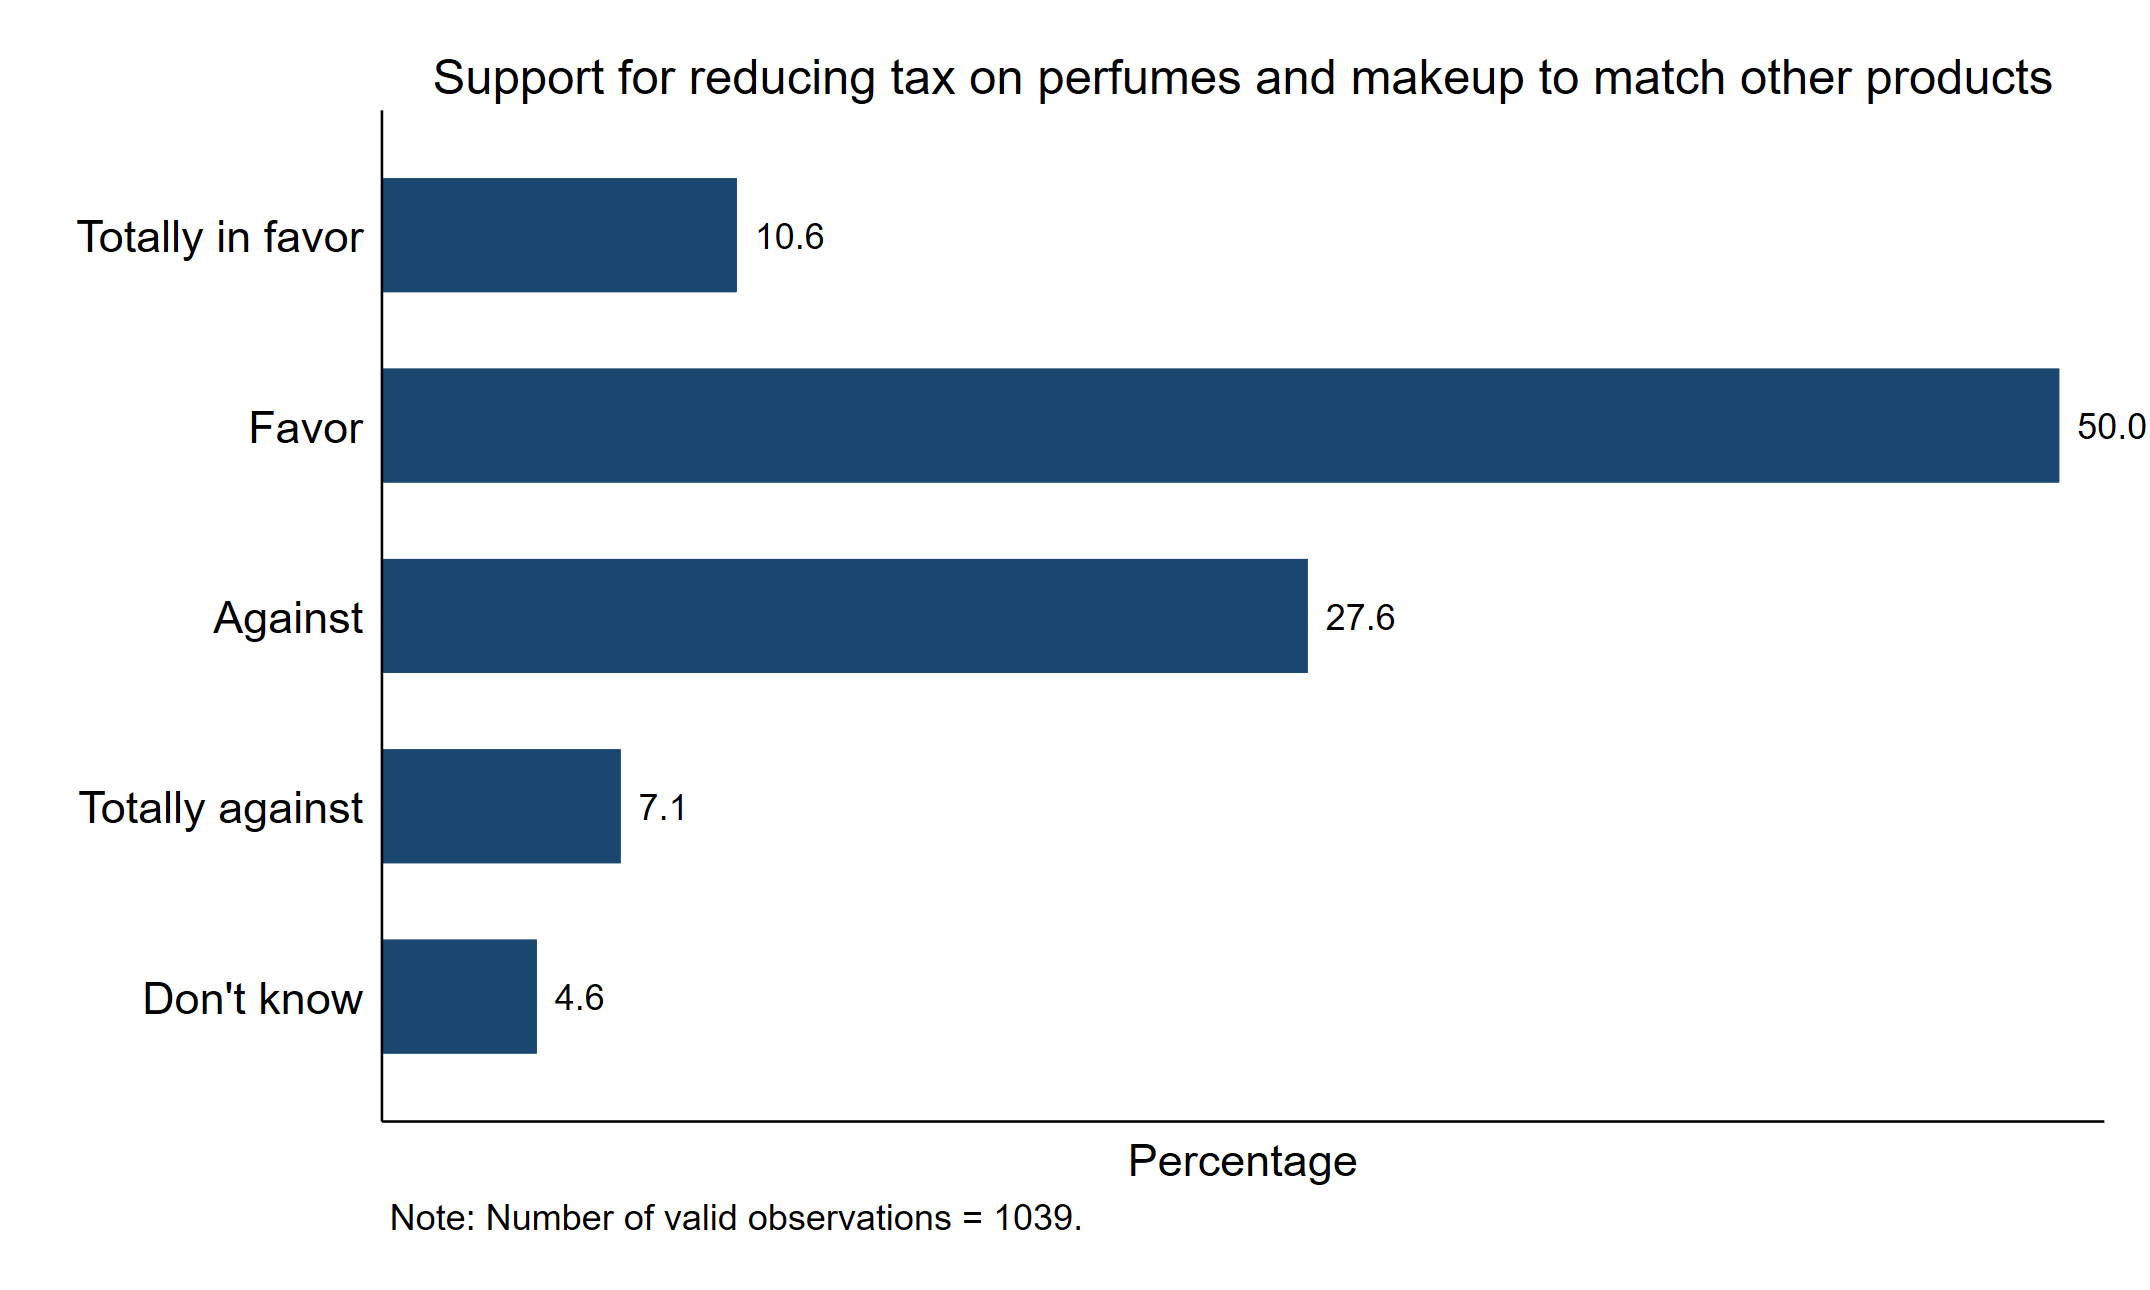 Support for reducing tax on perfumes and makeup to match other products
Totally in favor 10.6
Favor 50.0
Against 27.6
Totally against 7.1
Don't know 4.6
Percentage
Note: Number of valid observations = 1039.